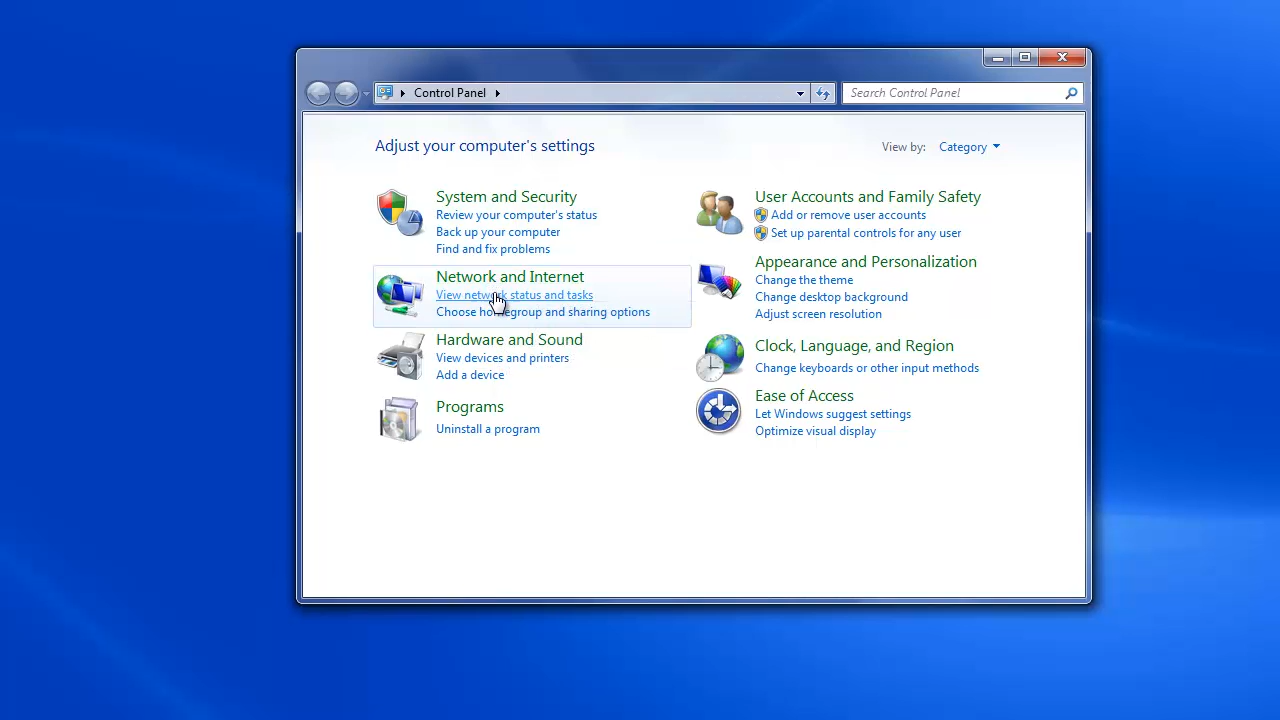 Control Panel
Search Control Panel
Adjust your computer's settings
View by: Category
System and Security
Review your computer's status
Back up your computer
Find and fix problems
Network and Internet
View network status and tasks
Choose homegroup and sharing options
Hardware and Sound
View devices and printers
Add a device
Programs
Uninstall a program
User Accounts and Family Safety
Add or remove user accounts
Set up parental controls for any user
Appearance and Personalization
Change the theme
Change desktop background
Adjust screen resolution
Clock, Language, and Region
Change keyboards or other input methods
Ease of Access
Let Windows suggest settings
Optimize visual display